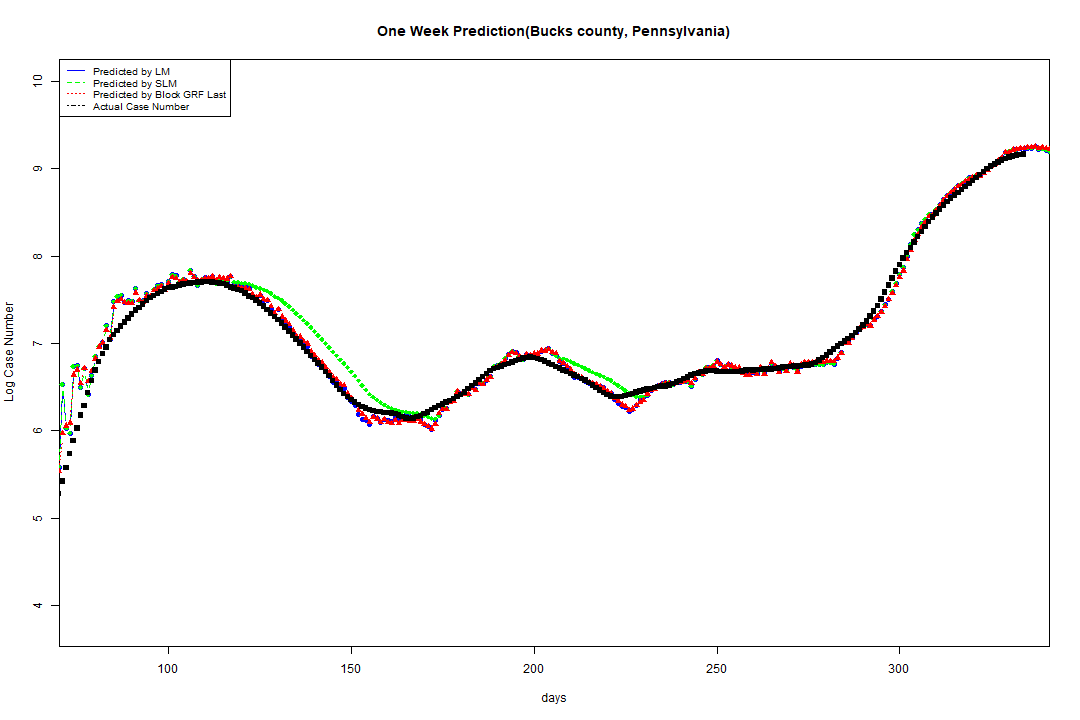 One Week Prediction(Bucks county, Pennsylvania)
Predicted by LM
Predicted by SLM
Predicted by Block GRF Last
Actual Case Number
10
9
8
7
6
5
4
Log Case Number
100 150 200 250 300
days